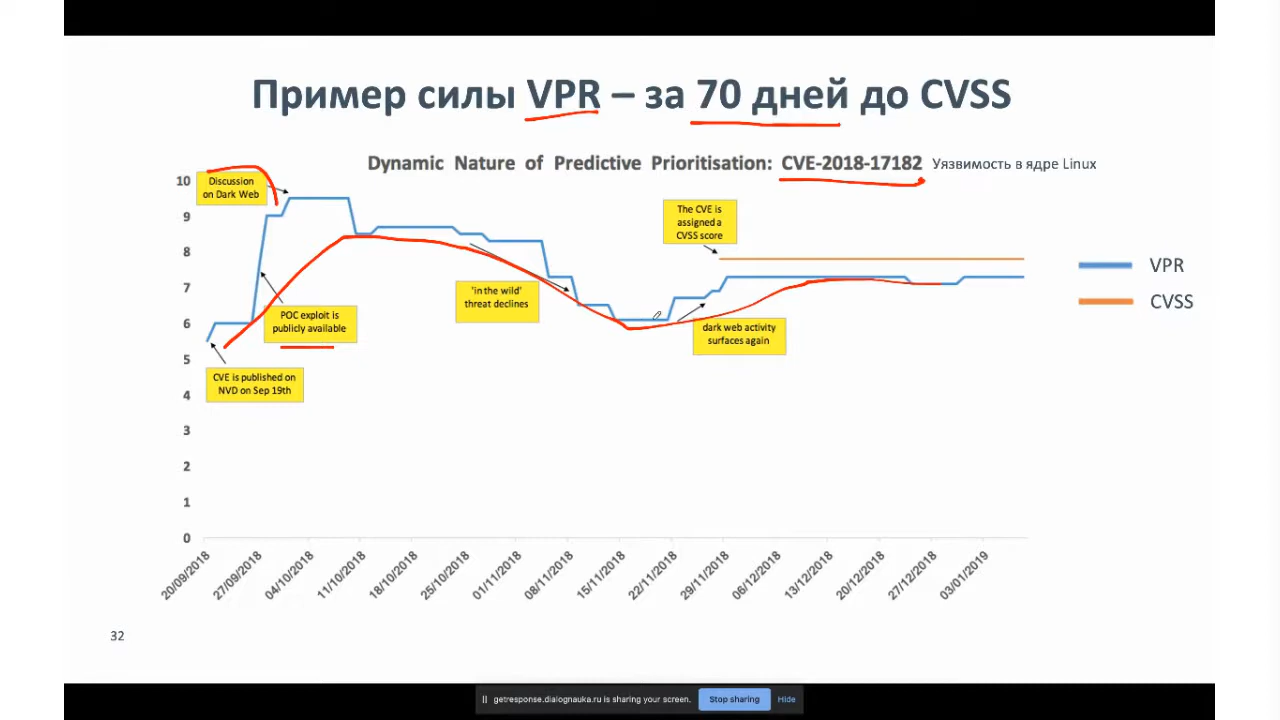 Пример силы VPR – за 70 дней до CVSS
Dynamic Nature of Predictive Prioritisation: CVE-2018-17182 Уязвимость в ядре Linux
10
9
8
7
6
5
4
3
2
1
0
Discussion
on Dark Web
POC exploit is
publicly available
CVE is published on
NVD on Sep 19th
'in the wild'
threat declines
The CVE is
assigned a
CVSS score
dark web activity
surfaces again
VPR
CVSS
20/09/2018
27/09/2018
04/10/2018
11/10/2018
18/10/2018
25/10/2018
01/11/2018
08/11/2018
15/11/2018
22/11/2018
29/11/2018
06/12/2018
13/12/2018
20/12/2018
27/12/2018
03/01/2019
32
getresponse.dialognauka.ru is sharing your screen. Stop sharing Hide